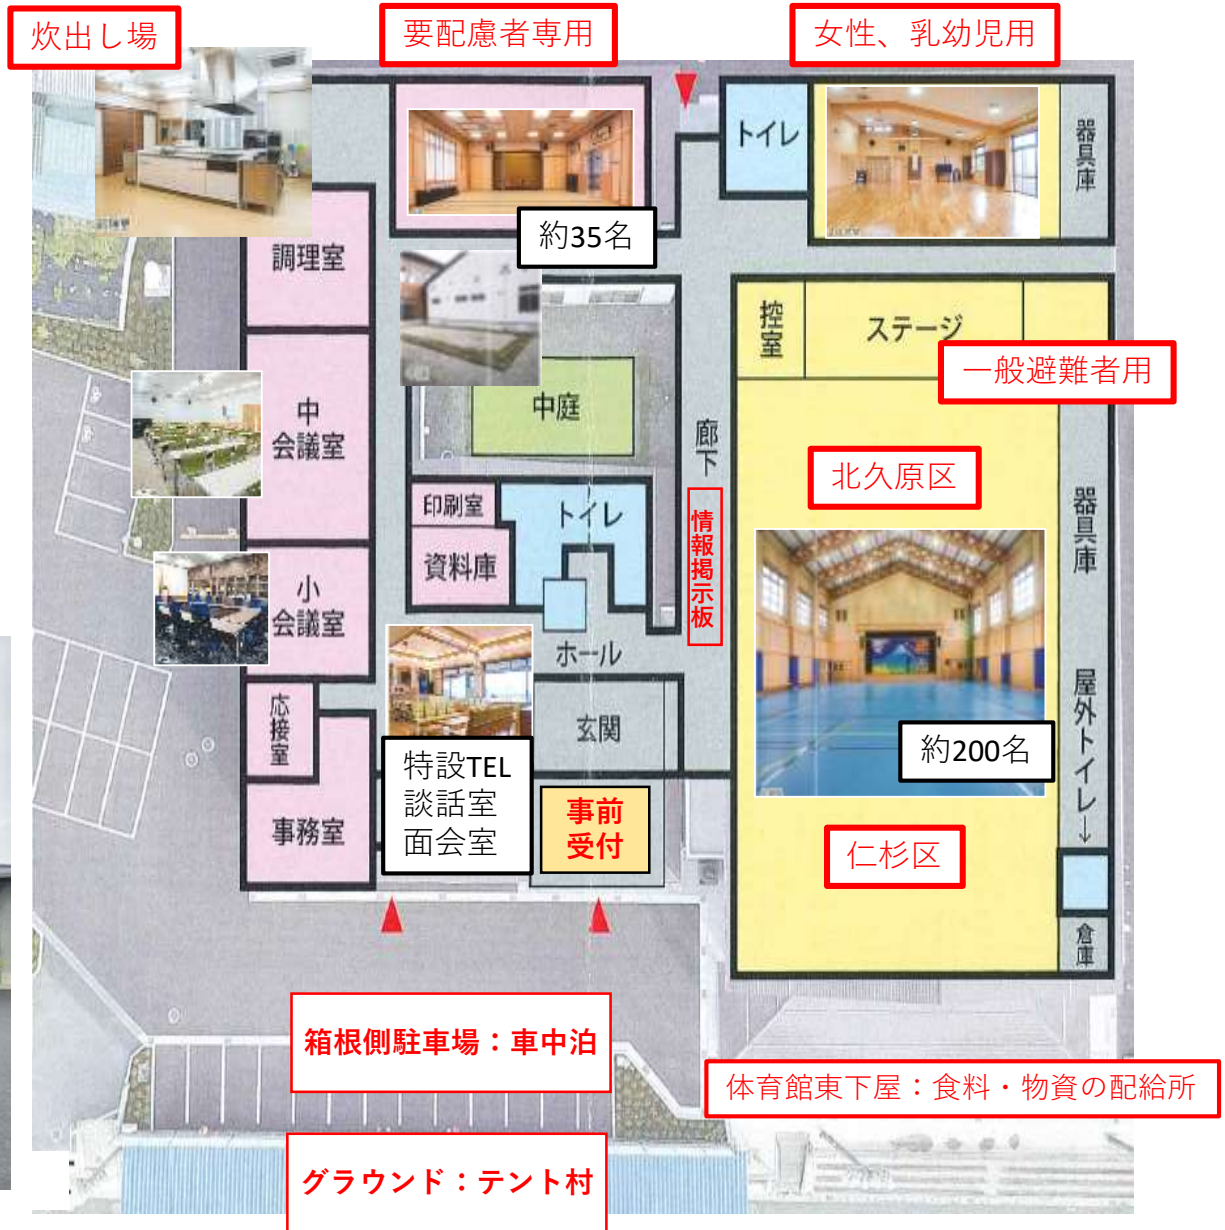 炊出し場
要配慮者専用
女性、乳幼児用
トイレ
器具庫
約35名
調理室
控室
ステージ
一般避難者用
中庭
中
会議室
廊下
北久原区
印刷室
トイレ
情報掲示板
器具庫
資料庫
小
会議室
ホール
屋外トイレ→
応接室
玄関
約200名
特設TEL
談話室
面会室
事前
受付
事務室
仁杉区
倉庫
箱根側駐車場：車中泊
体育館東下屋：食料・物資の配給所
グラウンド：テント村